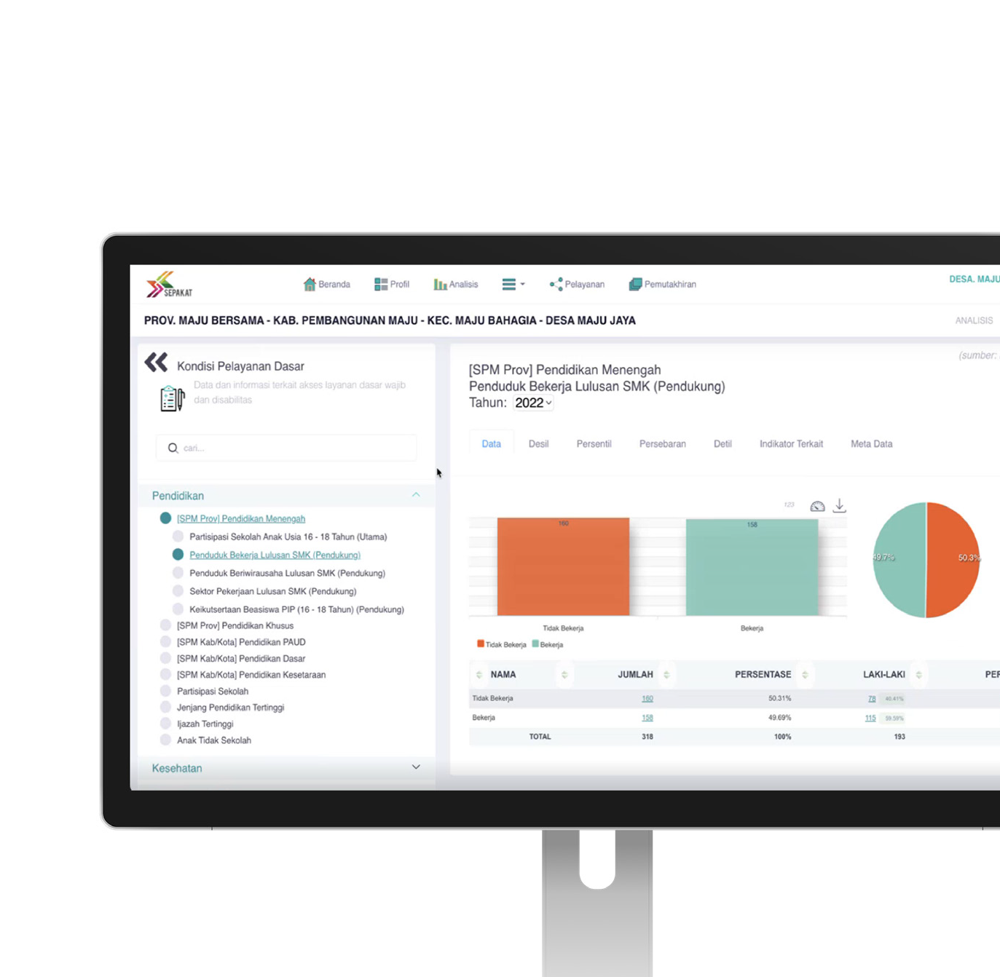 SEPAKAT
Beranda
Profil
Analisis
Pelayanan
Pemutakhiran
DESA. MAJU
PROV. MAJU BERSAMA - KAB. PEMBANGUNAN MAJU - KEC. MAJU BAHAGIA - DESA MAJU JAYA
ANALISIS
Kondisi Pelayanan Dasar
Data dan informasi terkait akses layanan dasar wajib
dan disabilitas
cari...
Pendidikan
[SPM Prov] Pendidikan Menengah
Partisipasi Sekolah Anak Usia 16 - 18 Tahun (Utama)
Penduduk Bekerja Lulusan SMK (Pendukung)
Penduduk Beriwirausaha Lulusan SMK (Pendukung)
Sektor Pekerjaan Lulusan SMK (Pendukung)
Keikutsertaan Beasiswa PIP (16 - 18 Tahun) (Pendukung)
[SPM Prov] Pendidikan Khusus
[SPM Kab/Kota] Pendidikan PAUD
[SPM Kab/Kota] Pendidikan Dasar
[SPM Kab/Kota] Pendidikan Kesetaraan
Partisipasi Sekolah
Jenjang Pendidikan Tertinggi
Ijazah Tertinggi
Anak Tidak Sekolah
Kesehatan
(sumber:
[SPM Prov] Pendidikan Menengah
Penduduk Bekerja Lulusan SMK (Pendukung)
Tahun: 2022
Data Desil Persentil Persebaran Detil Indikator Terkait Meta Data
123
160
158
49.7%
50.3%
Tidak Bekerja
Bekerja
Tidak Bekerja Bekerja
NAMA JUMLAH PERSENTASE LAKI-LAKI PER
Tidak Bekerja 160 50.31% 78 40.41%
Bekerja 158 49.69% 115 59.59%
TOTAL 318 100% 193